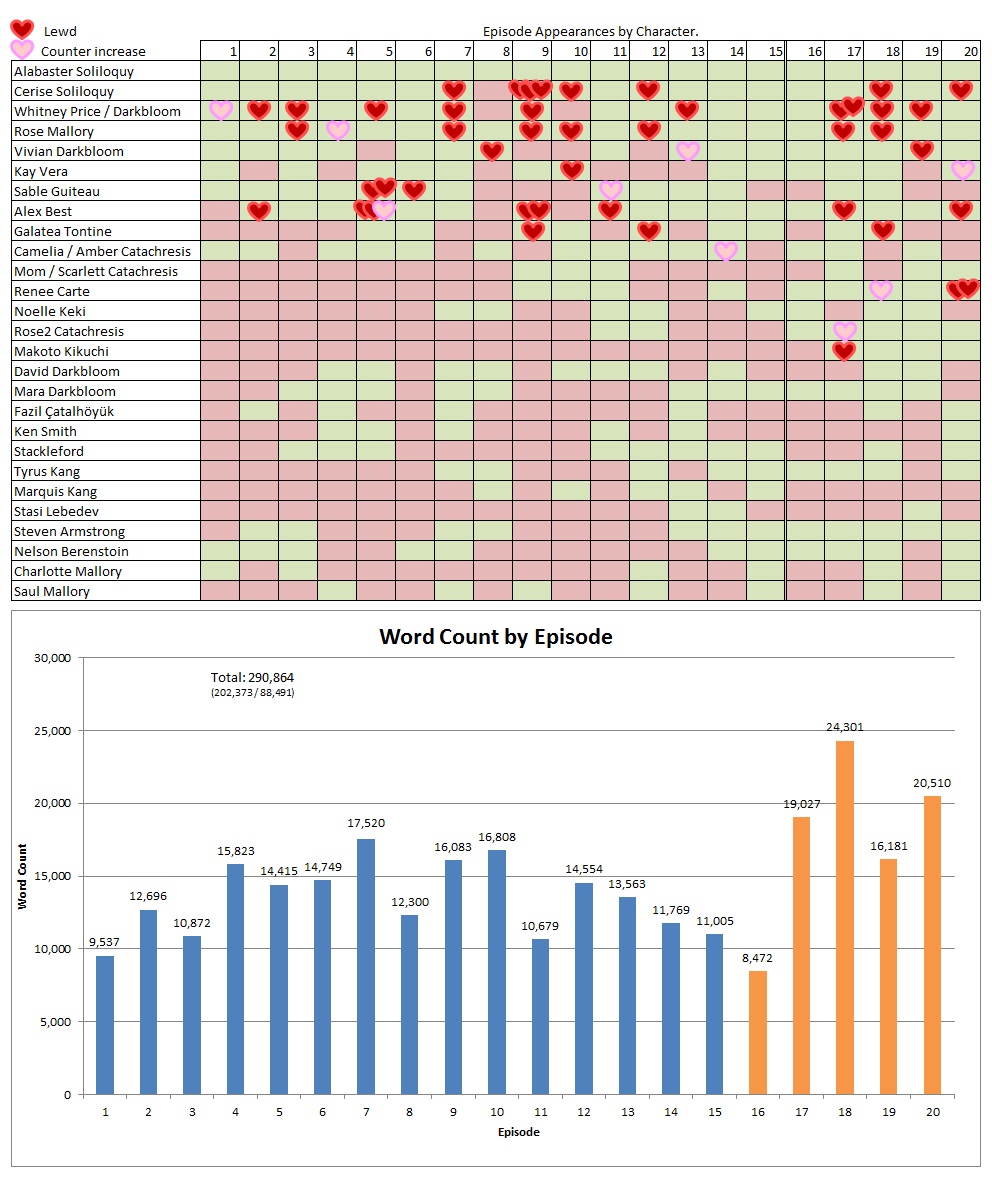 Lewd
Episode Appearances by Character.
Counter increase
1 2 3 4 5 6 7 8 9 10 11 12 13 14 15 16 17 18 19 20
Alabaster Soliloquy
Cerise Soliloquy
Whitney Price / Darkbloom
Rose Mallory
Vivian Darkbloom
Kay Vera
Sable Guiteau
Alex Best
Galatea Tontine
Camelia / Amber Catachresis
Mom / Scarlett Catachresis
Renee Carte
Noelle Keki
Rose2 Catachresis
Makoto Kikuchi
David Darkbloom
Mara Darkbloom
Fazil Çatalhöyük
Ken Smith
Stackleford
Tyrus Kang
Marquis Kang
Stasi Lebedev
Steven Armstrong
Nelson Berenstoin
Charlotte Mallory
Saul Mallory
Word Count by Episode
Total: 290,864
(202,373 / 88,491)
Word Count
30,000
25,000
20,000
15,000
10,000
5,000
0
9,537
12,696
10,872
15,823
14,415
14,749
17,520
12,300
16,083
16,808
10,679
14,554
13,563
11,769
11,005
8,472
19,027
24,301
16,181
20,510
1 2 3 4 5 6 7 8 9 10 11 12 13 14 15 16 17 18 19 20
Episode